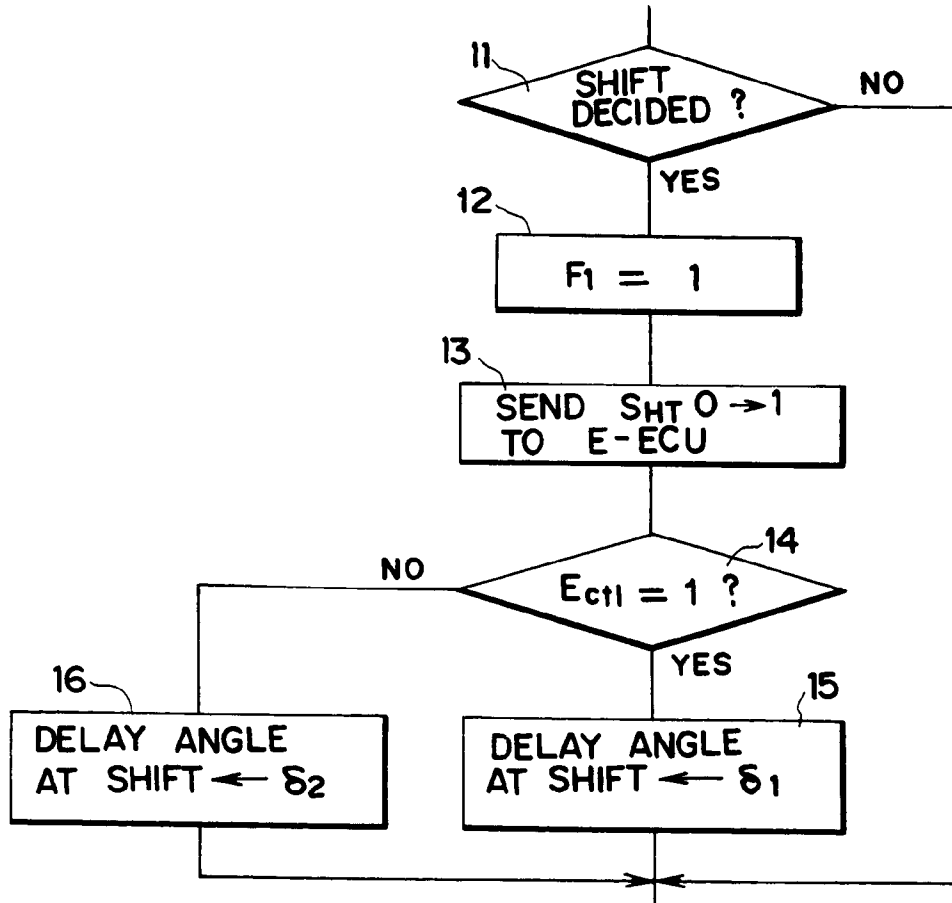 11
SHIFT
DECIDED ?
NO
YES
12
F1 = 1
13
SEND SHT 0→1
TO E-ECU
14
NO
Ectl = 1 ?
YES
16
DELAY ANGLE
AT SHIFT ← δ2
15
DELAY ANGLE
AT SHIFT ← δ1